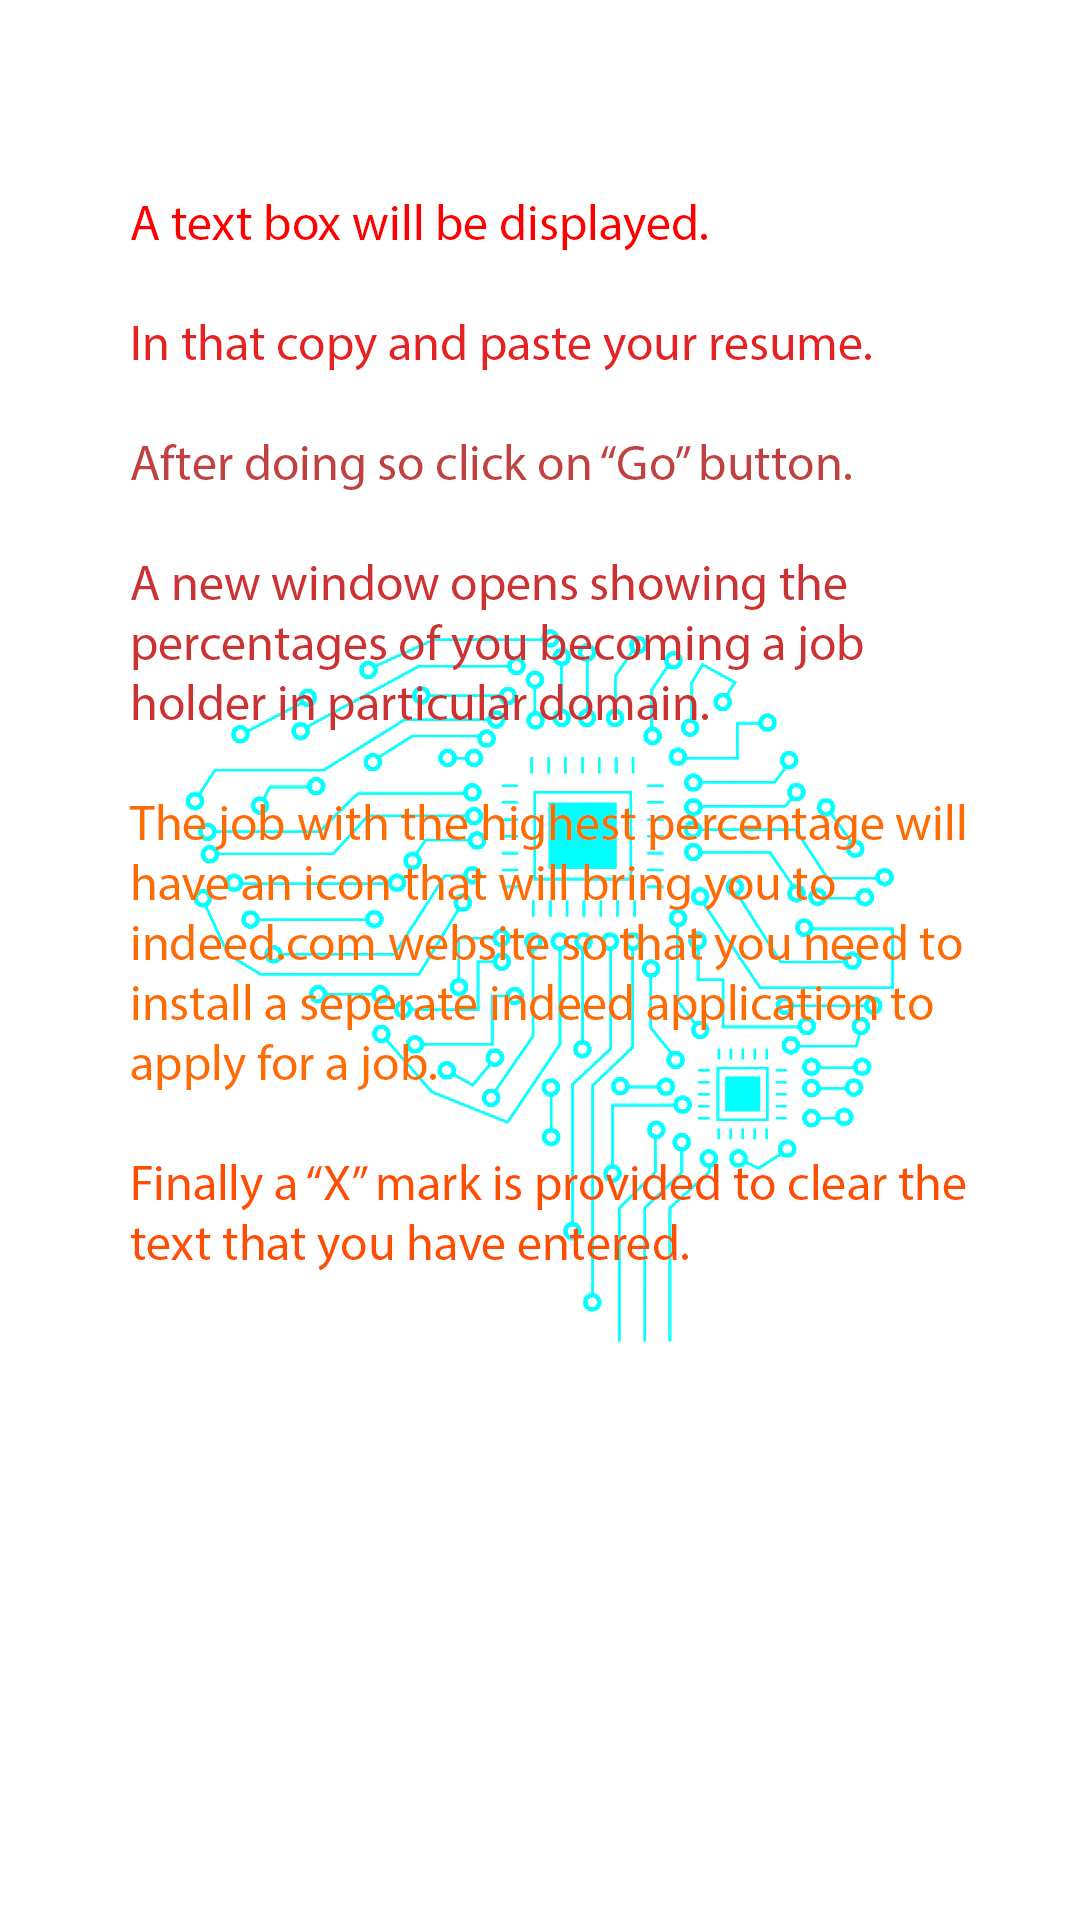 A text box will be displayed.
In that copy and paste your resume.
After doing so click on “Go” button.
A new window opens showing the
percentages of you becoming a job
holder in particular domain.
The job with the highest percentage will
have an icon that will bring you to
indeed.com website so that you need to
install a seperate indeed application to
apply for a job.
Finally a “X” mark is provided to clear the
text that you have entered.